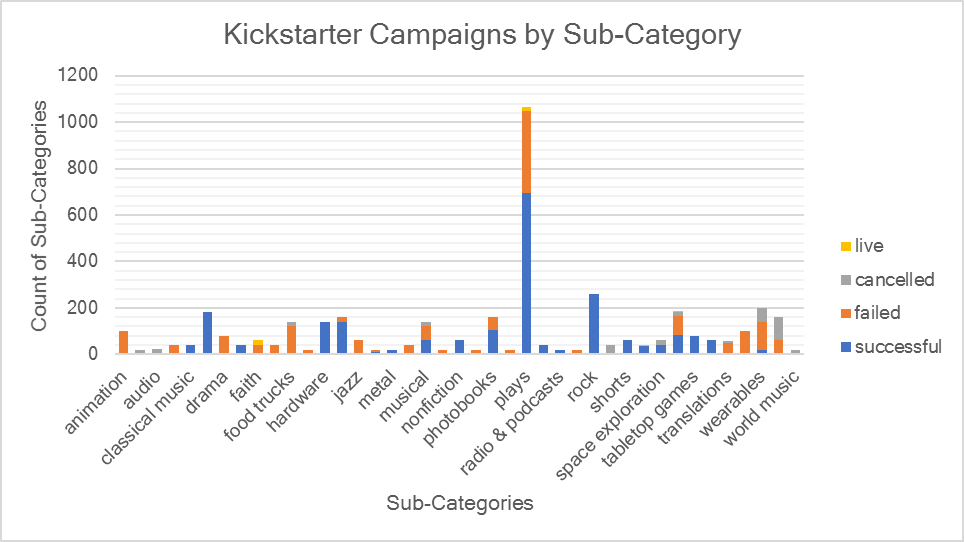 Kickstarter Campaigns by Sub-Category
Count of Sub-Categories
1200
1000
800
600
400
200
0
animation
audio
classical music
drama
faith
food trucks
hardware
jazz
metal
musical
nonfiction
photobooks
plays
radio & podcasts
rock
shorts
space exploration
tabletop games
translations
wearables
world music
Sub-Categories
live
cancelled
failed
successful